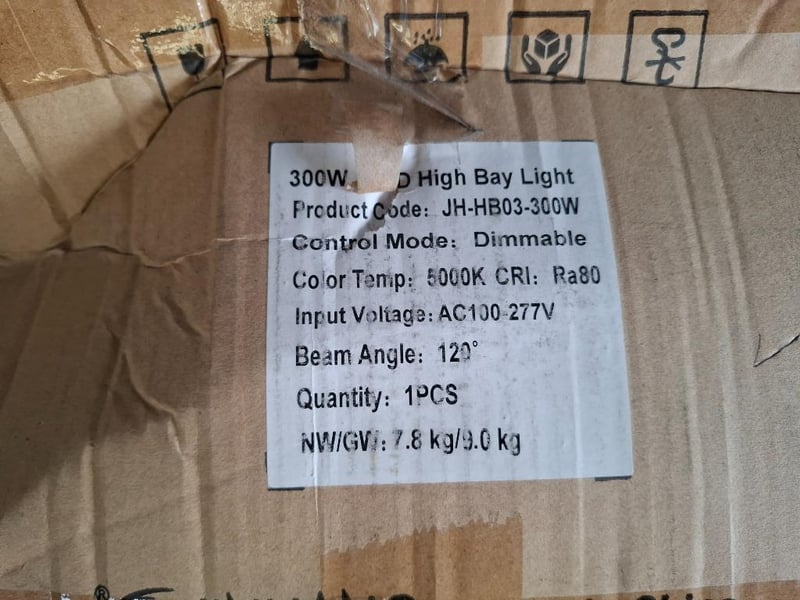 300W D High Bay Light
Product Code: JH-HB03-300W
Control Mode: Dimmable
Color Temp: 5000K CRI: Ra80
Input Voltage: AC100-277V
Beam Angle: 120°
Quantity: 1PCS
NW/GW: 7.8 kg/9.0 kg
®